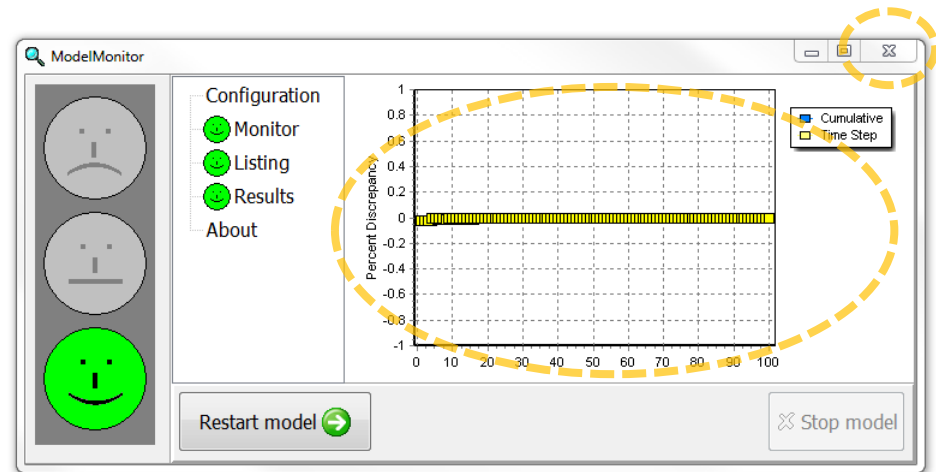 ModelMonitor
Configuration
Monitor
Listing
Results
About
Percent Discrepancy
1
0.8
0.6
0.4
0.2
0
-0.2
-0.4
-0.6
-0.8
-1
0 10 20 30 40 50 60 70 80 90 100
Cumulative
Time Step
Restart model
Stop model